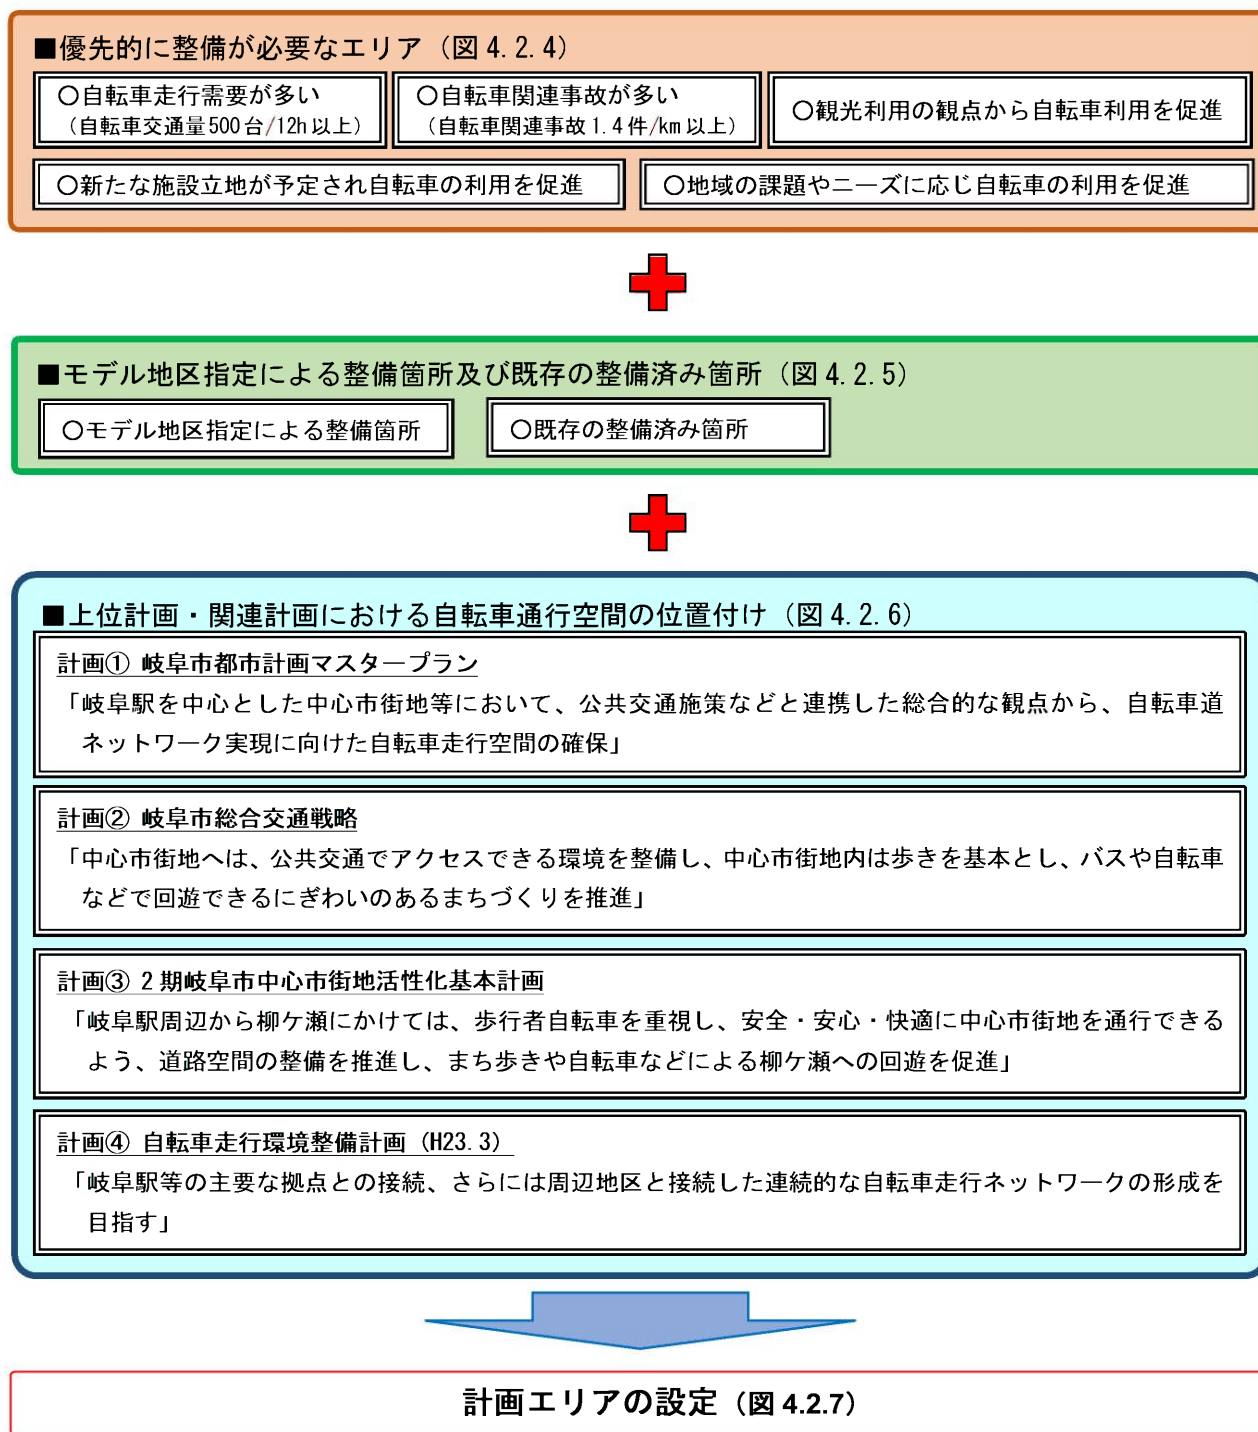 ■優先的に整備が必要なエリア（図 4.2.4）
○自転車走行需要が多い
（自転車交通量500台/12h以上）
○自転車関連事故が多い
（自転車関連事故1.4件/km以上）
○観光利用の観点から自転車利用を促進
○新たな施設立地が予定され自転車の利用を促進
○地域の課題やニーズに応じ自転車の利用を促進
■モデル地区指定による整備箇所及び既存の整備済み箇所（図 4.2.5）
○モデル地区指定による整備箇所
○既存の整備済み箇所
■上位計画・関連計画における自転車通行空間の位置付け（図 4.2.6）
計画① 岐阜市都市計画マスタープラン
「岐阜駅を中心とした中心市街地等において、公共交通施策などと連携した総合的な観点から、自転車道
ネットワーク実現に向けた自転車走行空間の確保」
計画② 岐阜市総合交通戦略
「中心市街地へは、公共交通でアクセスできる環境を整備し、中心市街地内は歩きを基本とし、バスや自転車
などで回遊できるにぎわいのあるまちづくりを推進」
計画③ 2期岐阜市中心市街地活性化基本計画
「岐阜駅周辺から柳ケ瀬にかけては、歩行者自転車を重視し、安全・安心・快適に中心市街地を通行できる
よう、道路空間の整備を推進し、まち歩きや自転車などによる柳ケ瀬への回遊を促進」
計画④ 自転車走行環境整備計画（H23.3）
「岐阜駅等の主要な拠点との接続、さらには周辺地区と接続した連続的な自転車走行ネットワークの形成を
目指す」
計画エリアの設定（図 4.2.7）